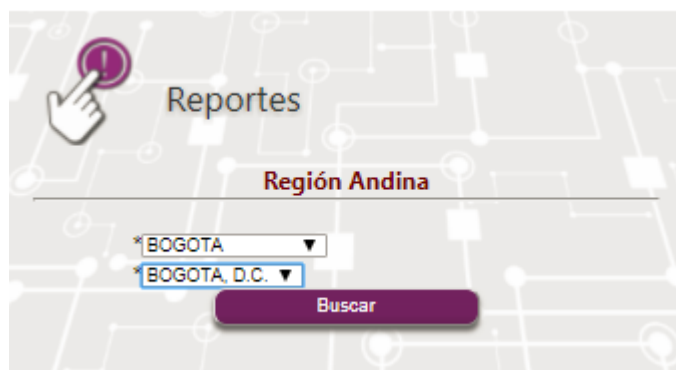 Reportes
Región Andina
*BOGOTA
*BOGOTA, D.C.
Buscar